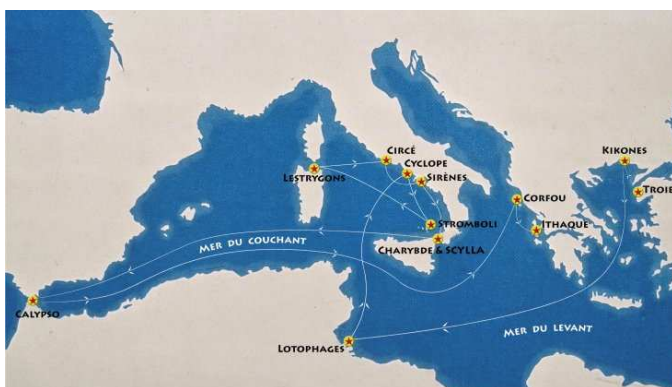 CIRCÉ
KIKONES
CYCLOPE
LESTRYGONS
SIRÈNES
TROIE
CORFOU
STROMBOLI
ITHAQUE
MER DU COUCHANT
CHARYBDE & SCYLLA
CALYPSO
MER DU LEVANT
LOTOPHAGES